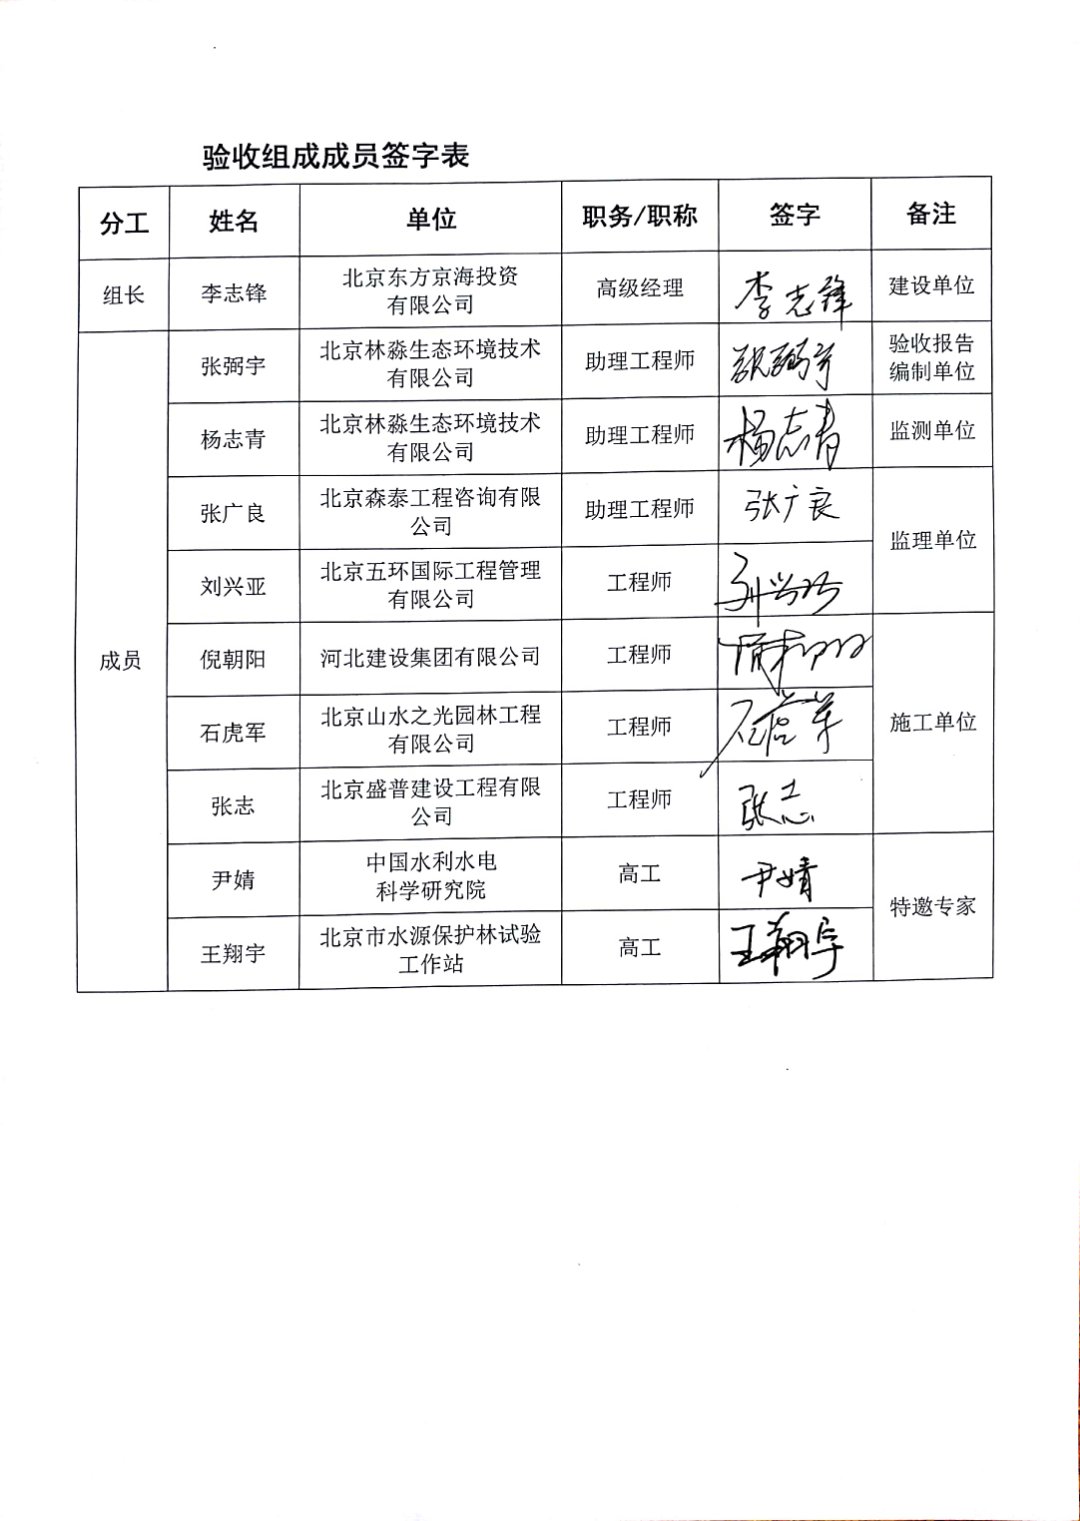 验收组成成员签字表
分工 姓名 单位 职务/职称 签字 备注
组长 李志锋 北京东方京海投资 高级经理 李志锋 建设单位
有限公司
成员
张弼宇 北京林淼生态环境技术 助理工程师 张弼宇 验收报告
有限公司 编制单位
杨志青 北京林淼生态环境技术 助理工程师 杨志青 监测单位
有限公司
张广良 北京森泰工程咨询有限 助理工程师 张广良 监理单位
公司
刘兴亚 北京五环国际工程管理 工程师 刘兴亚
有限公司
倪朝阳 河北建设集团有限公司 工程师 倪朝阳 施工单位
石虎军 北京山水之光园林工程 工程师 石虎军
有限公司
张志 北京盛普建设工程有限 工程师 张志
公司
尹婧 中国水利水电 高工 尹婧 特邀专家
科学研究院
王翔宇 北京市水源保护林试验 高工 王翔宇
工作站